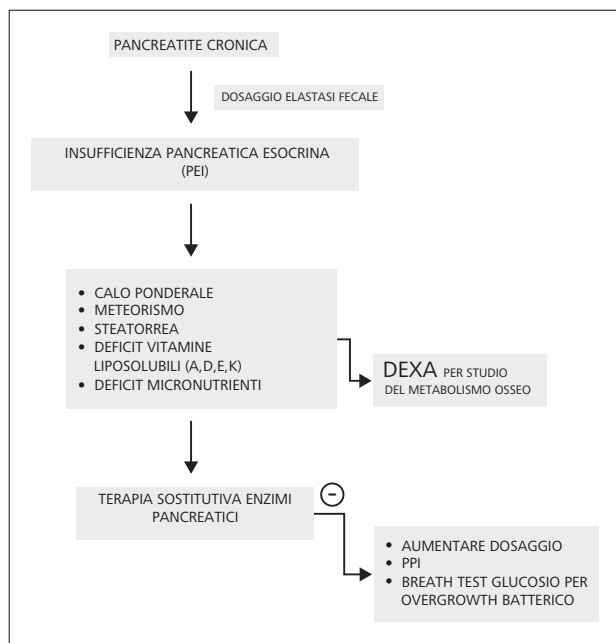 PANCREATITE CRONICA
DOSAGGIO ELASTASI FECALE
INSUFFICIENZA PANCREATICA ESOCRINA
(PEI)
• CALO PONDERALE
• METEORISMO
• STEATORREA
• DEFICIT VITAMINE
LIPOSOLUBILI (A,D,E,K)
• DEFICIT MICRONUTRIENTI
DEXA PER STUDIO
DEL METABOLISMO OSSEO
TERAPIA SOSTITUTIVA ENZIMI
PANCREATICI
−
• AUMENTARE DOSAGGIO
• PPI
• BREATH TEST GLUCOSIO PER
OVERGROWTH BATTERICO